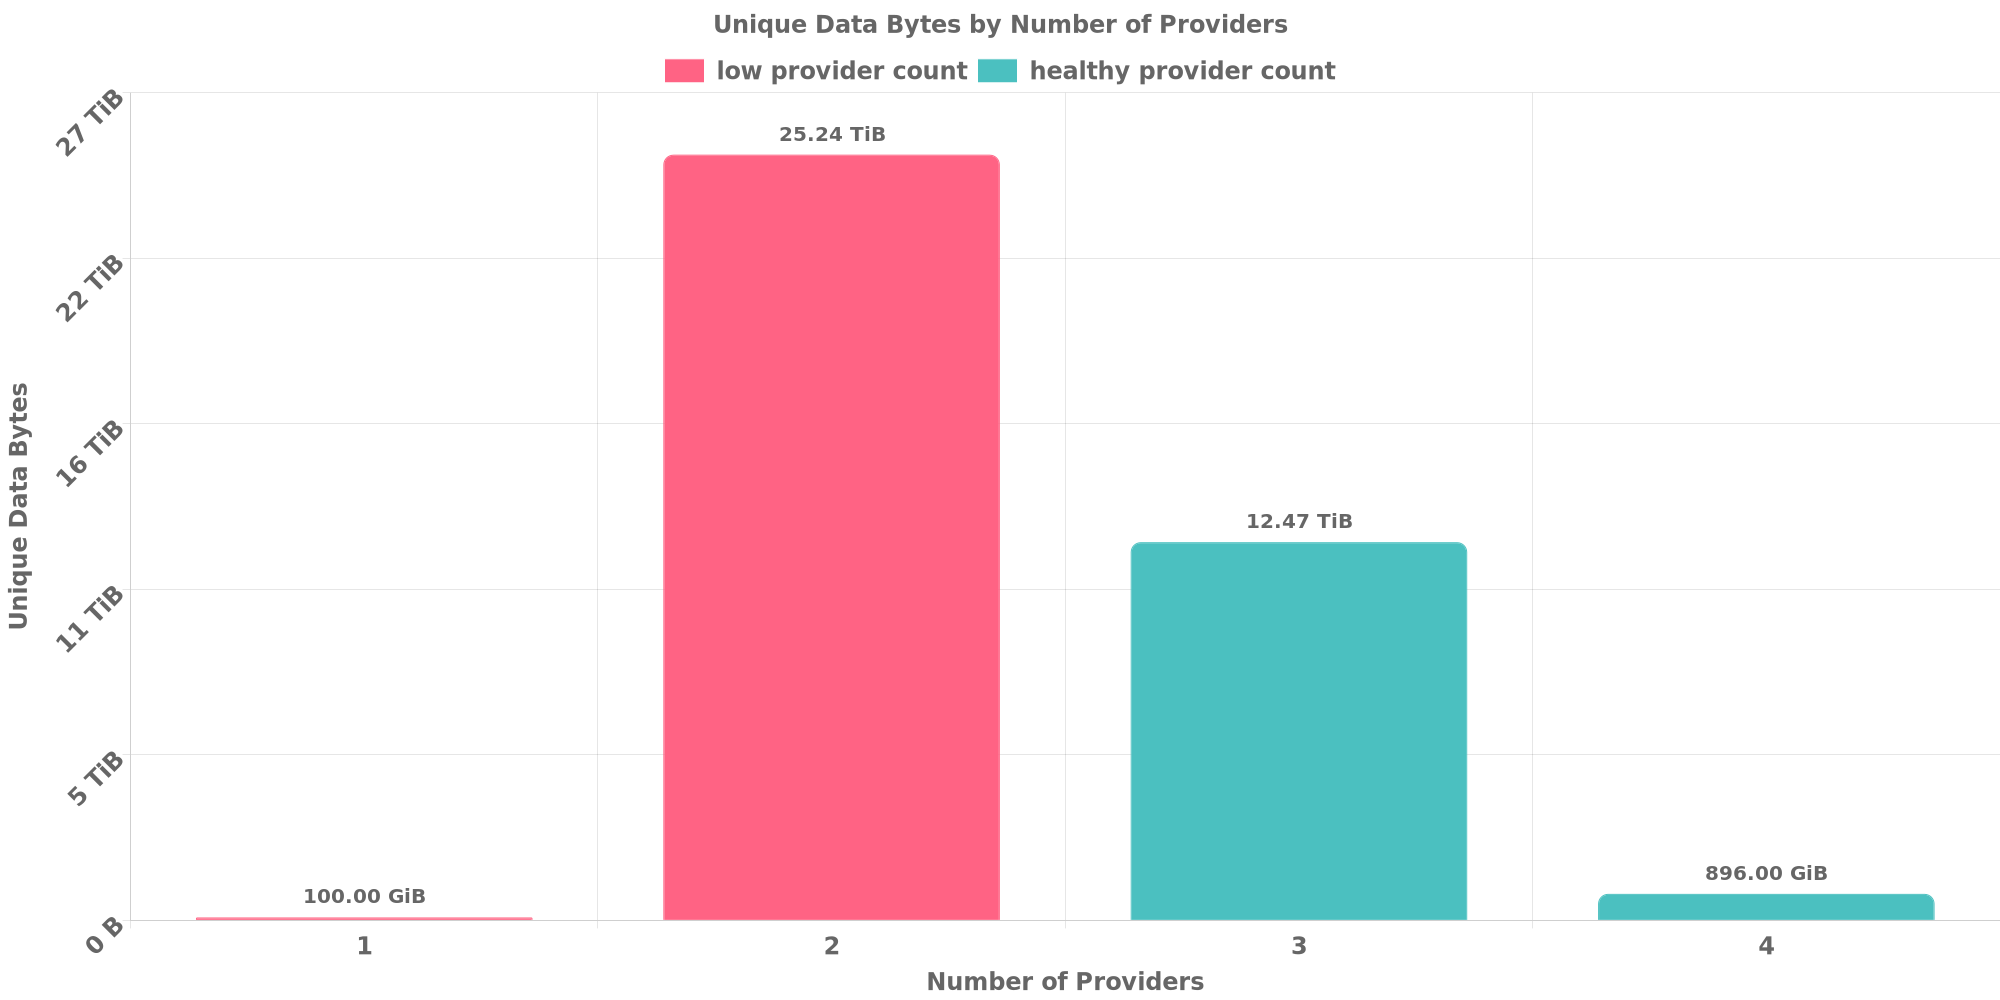 Unique Data Bytes by Number of Providers
low provider count healthy provider count
27 TiB
22 TiB
16 TiB
11 TiB
5 TiB
0 B
Unique Data Bytes
100.00 GiB
25.24 TiB
12.47 TiB
896.00 GiB
1 2 3 4
Number of Providers